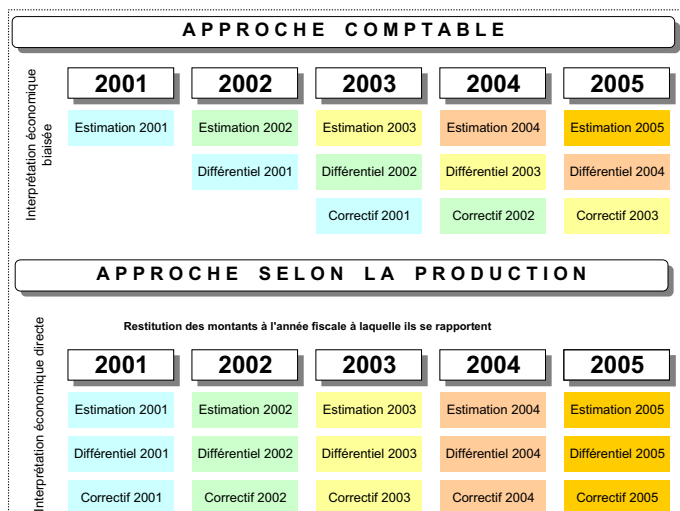 APPROCHE COMPTABLE
Interprétation économique
biaisée
2001 2002 2003 2004 2005
Estimation 2001 Estimation 2002 Estimation 2003 Estimation 2004 Estimation 2005
Différentiel 2001 Différentiel 2002 Différentiel 2003 Différentiel 2004
Correctif 2001 Correctif 2002 Correctif 2003
APPROCHE SELON LA PRODUCTION
Interprétation économique directe
Restitution des montants à l'année fiscale à laquelle ils se rapportent
2001 2002 2003 2004 2005
Estimation 2001 Estimation 2002 Estimation 2003 Estimation 2004 Estimation 2005
Différentiel 2001 Différentiel 2002 Différentiel 2003 Différentiel 2004 Différentiel 2005
Correctif 2001 Correctif 2002 Correctif 2003 Correctif 2004 Correctif 2005